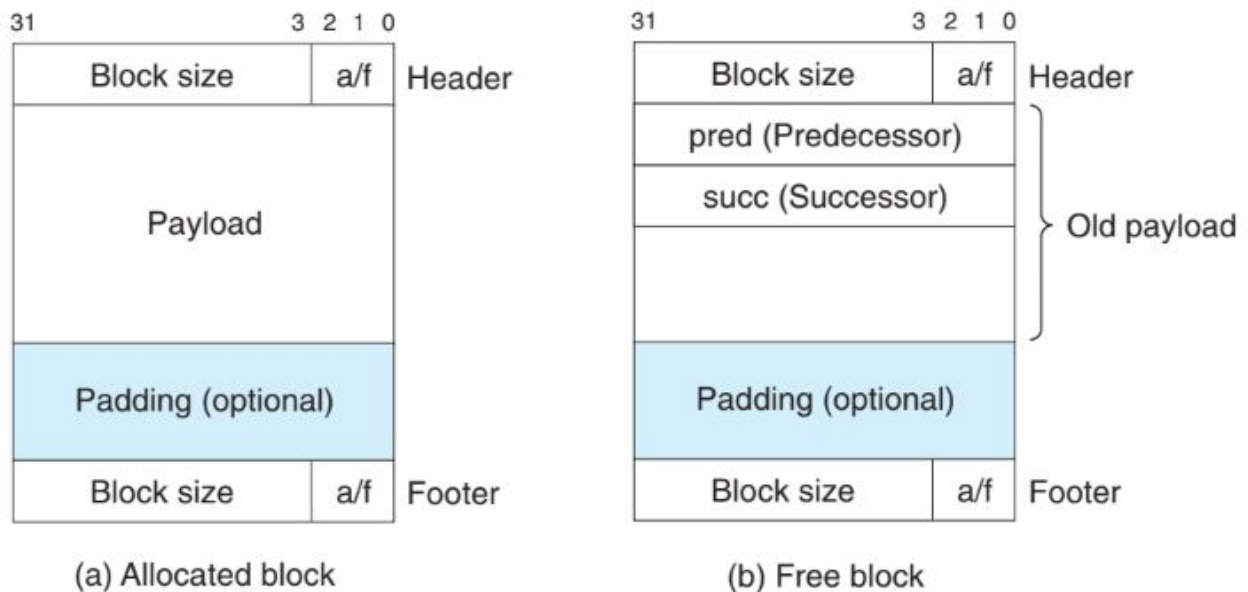 31 3 2 1 0
Block size a/f Header
Payload
Padding (optional)
Block size a/f Footer
(a) Allocated block
31 3 2 1 0
Block size a/f Header
pred (Predecessor)
succ (Successor)
Old payload
Padding (optional)
Block size a/f Footer
(b) Free block